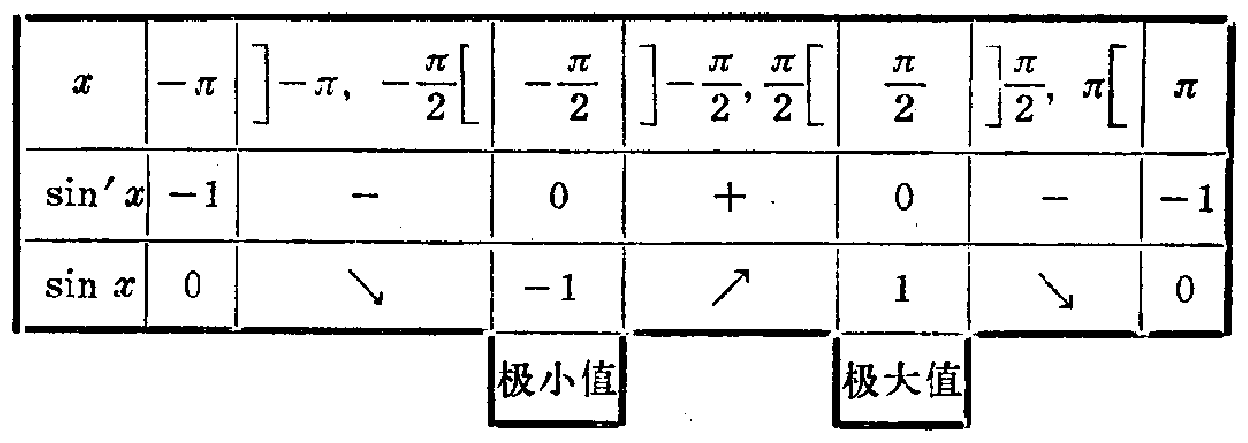 x −π ]−π, −π/2[ −π/2 ]−π/2, π/2[ π/2 ]π/2, π[ π
sin′ x −1 − 0 + 0 − −1
sin x 0 ↘ −1 ↗ 1 ↘ 0
极小值 极大值